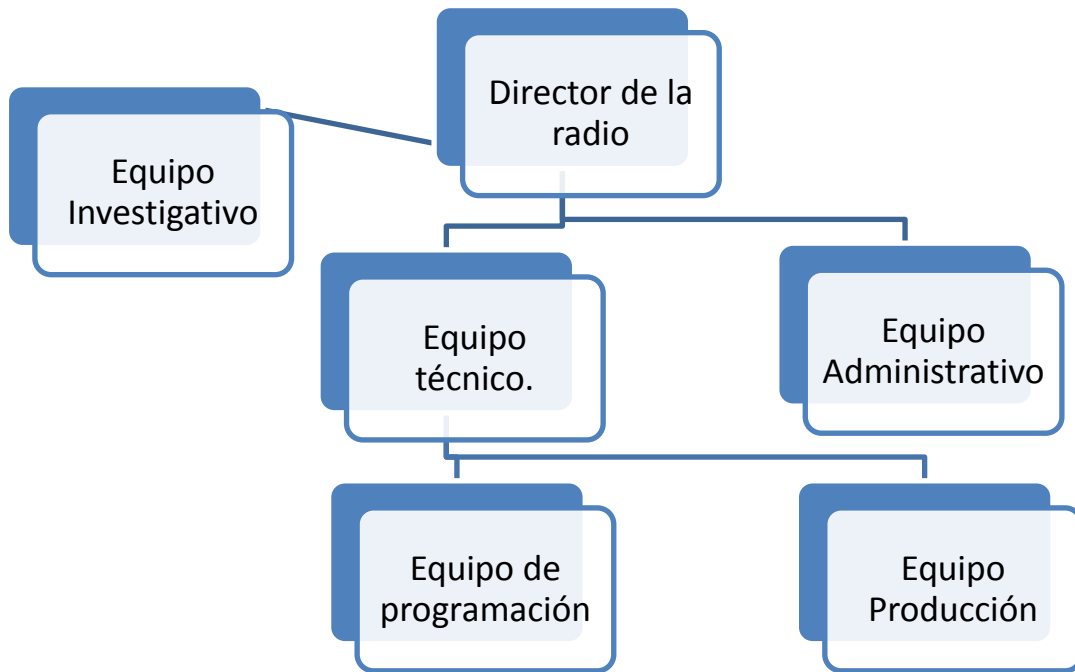 Director de la
radio
Equipo
Investigativo
Equipo
técnico.
Equipo
Administrativo
Equipo de
programación
Equipo
Producción